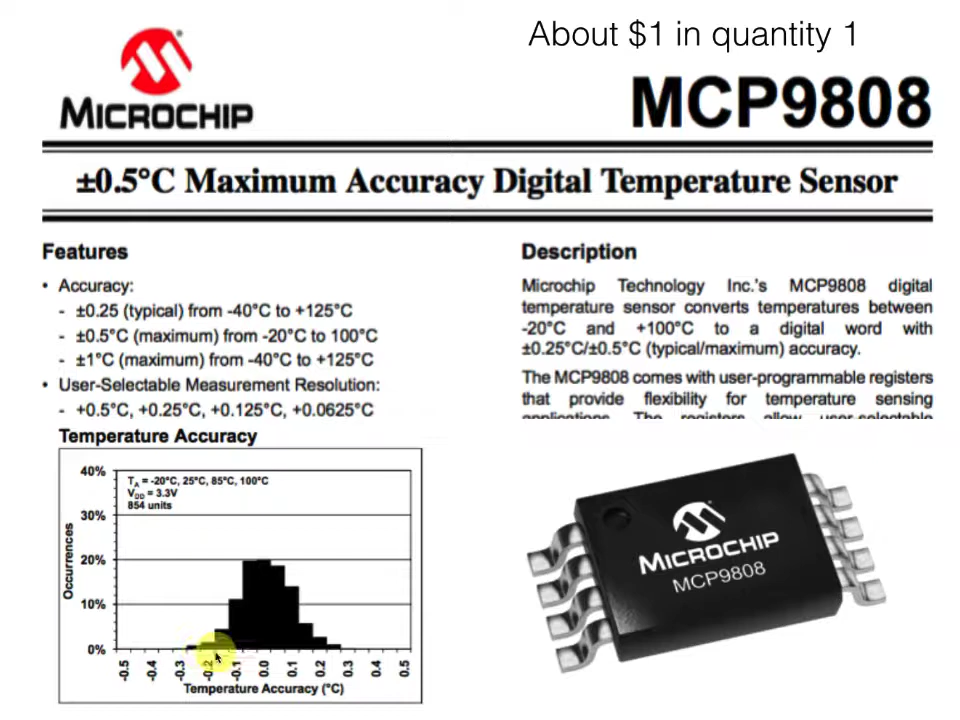 About $1 in quantity 1
MICROCHIP
MCP9808
±0.5°C Maximum Accuracy Digital Temperature Sensor
Features
• Accuracy:
- ±0.25 (typical) from -40°C to +125°C
- ±0.5°C (maximum) from -20°C to 100°C
- ±1°C (maximum) from -40°C to +125°C
• User-Selectable Measurement Resolution:
- +0.5°C, +0.25°C, +0.125°C, +0.0625°C
Description
Microchip Technology Inc.'s MCP9808 digital
temperature sensor converts temperatures between
-20°C and +100°C to a digital word with
±0.25°C/±0.5°C (typical/maximum) accuracy.
The MCP9808 comes with user-programmable registers
that provide flexibility for temperature sensing
applications. The registers allow user-selectable
Temperature Accuracy
TA = -20°C, 25°C, 85°C, 100°C
VDD = 3.3V
854 units
Occurrences
40%
30%
20%
10%
0%
-0.5 -0.4 -0.3 -0.2 -0.1 0.0 0.1 0.2 0.3 0.4 0.5
Temperature Accuracy (°C)
MICROCHIP
MCP9808